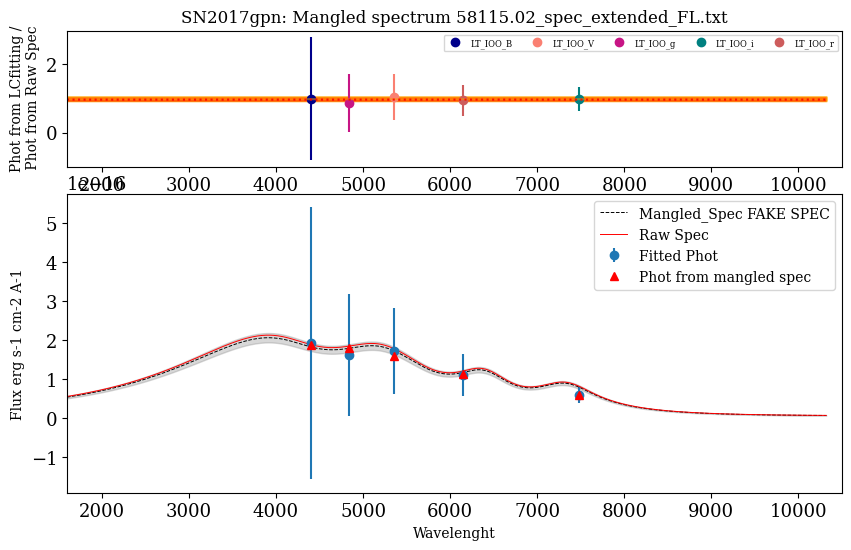 SN2017gpn: Mangled spectrum 58115.02_spec_extended_FL.txt
Phot from LCfitting /
Phot from Raw Spec
2
0
LT_IOO_B
LT_IOO_V
LT_IOO_g
LT_IOO_i
LT_IOO_r
2000 3000 4000 5000 6000 7000 8000 9000 10000
Flux erg s-1 cm-2 A-1
5
4
3
2
1
0
−1
Mangled_Spec FAKE SPEC
Raw Spec
Fitted Phot
Phot from mangled spec
2000 3000 4000 5000 6000 7000 8000 9000 10000
Wavelenght